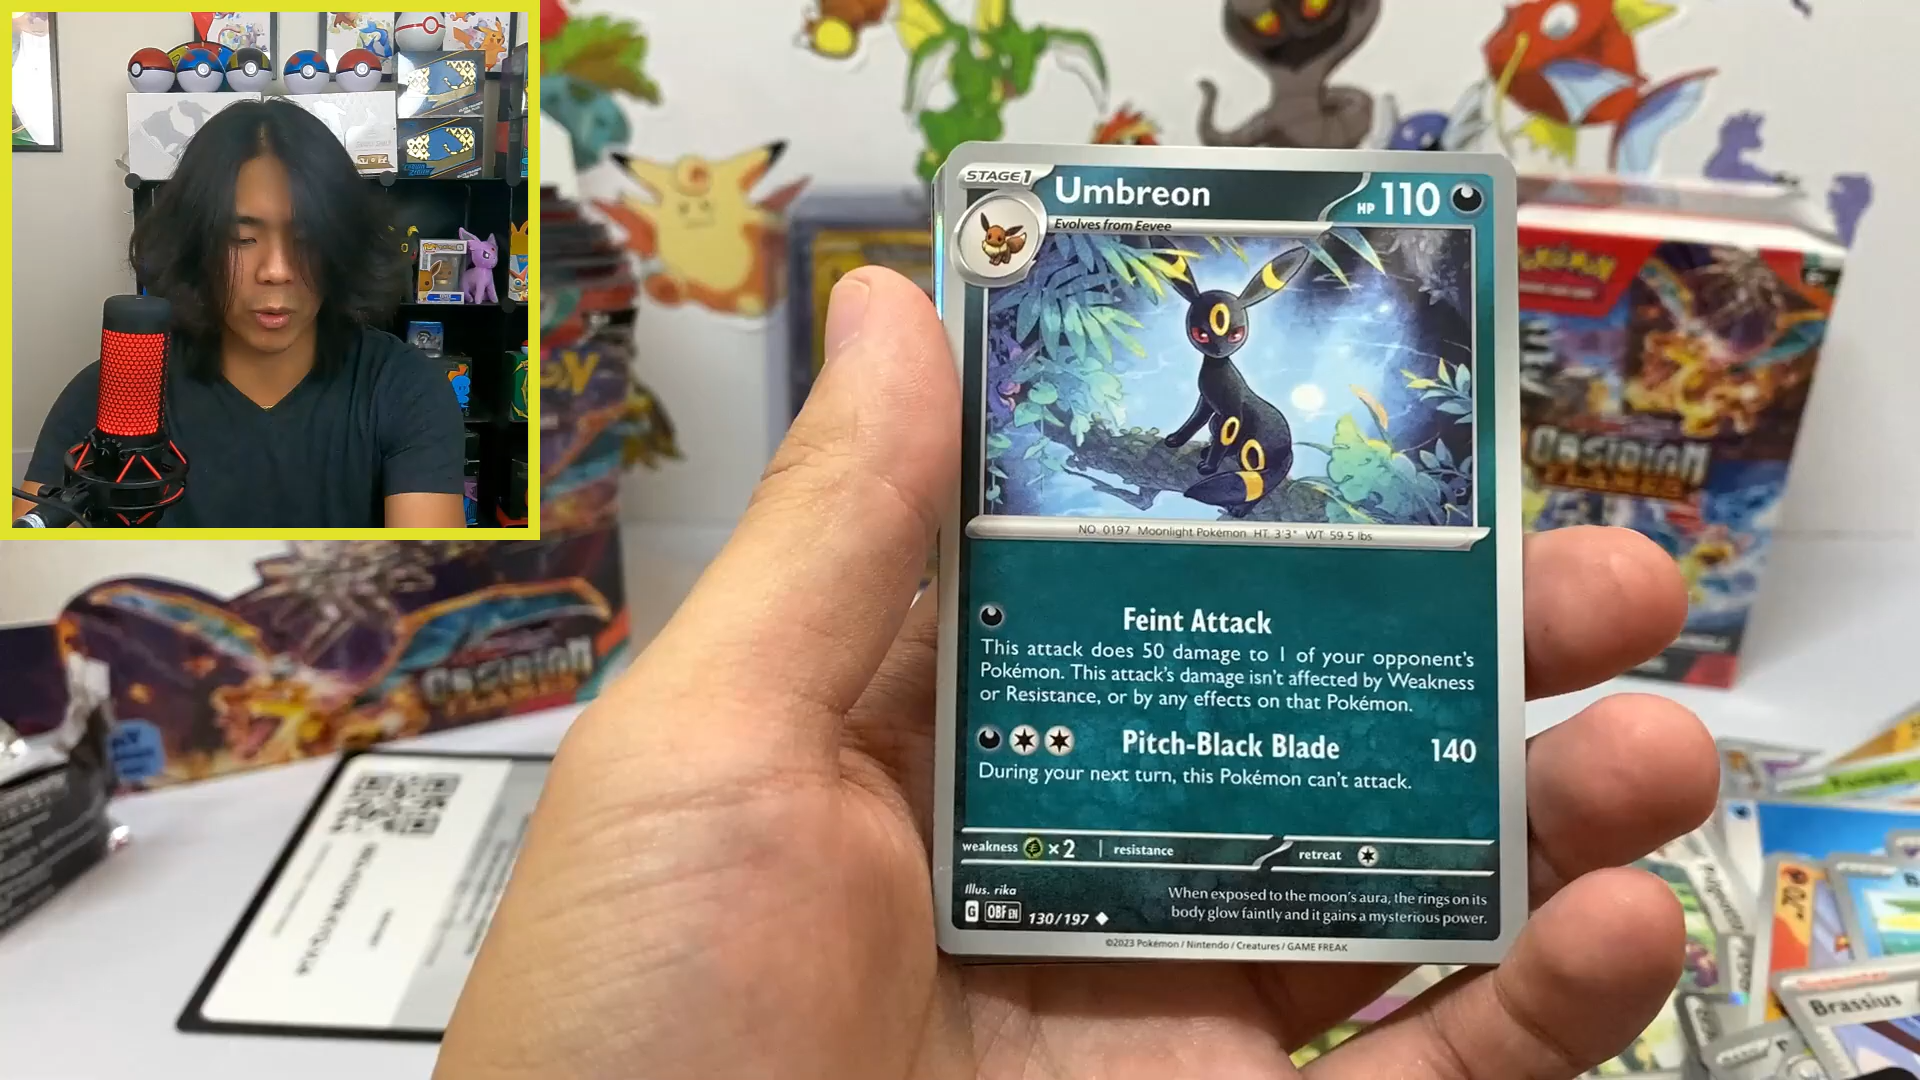 STAGE1
Umbreon
HP 110
Evolves from Eevee
NO. 0197 Moonlight Pokémon HT: 3'3" WT: 59.5 lbs
Feint Attack
This attack does 50 damage to 1 of your opponent's
Pokémon. This attack's damage isn't affected by Weakness
or Resistance, or by any effects on that Pokémon.
Pitch-Black Blade 140
During your next turn, this Pokémon can't attack.
weakness ×2 resistance retreat
Illus. rika
G OBF EN 130/197
When exposed to the moon's aura, the rings on its
body glow faintly and it gains a mysterious power.
©2023 Pokémon / Nintendo / Creatures / GAME FREAK
POKÉMON
OBSIDIAN
FLAMES
OBSIDIAN
FLAMES
Brassius